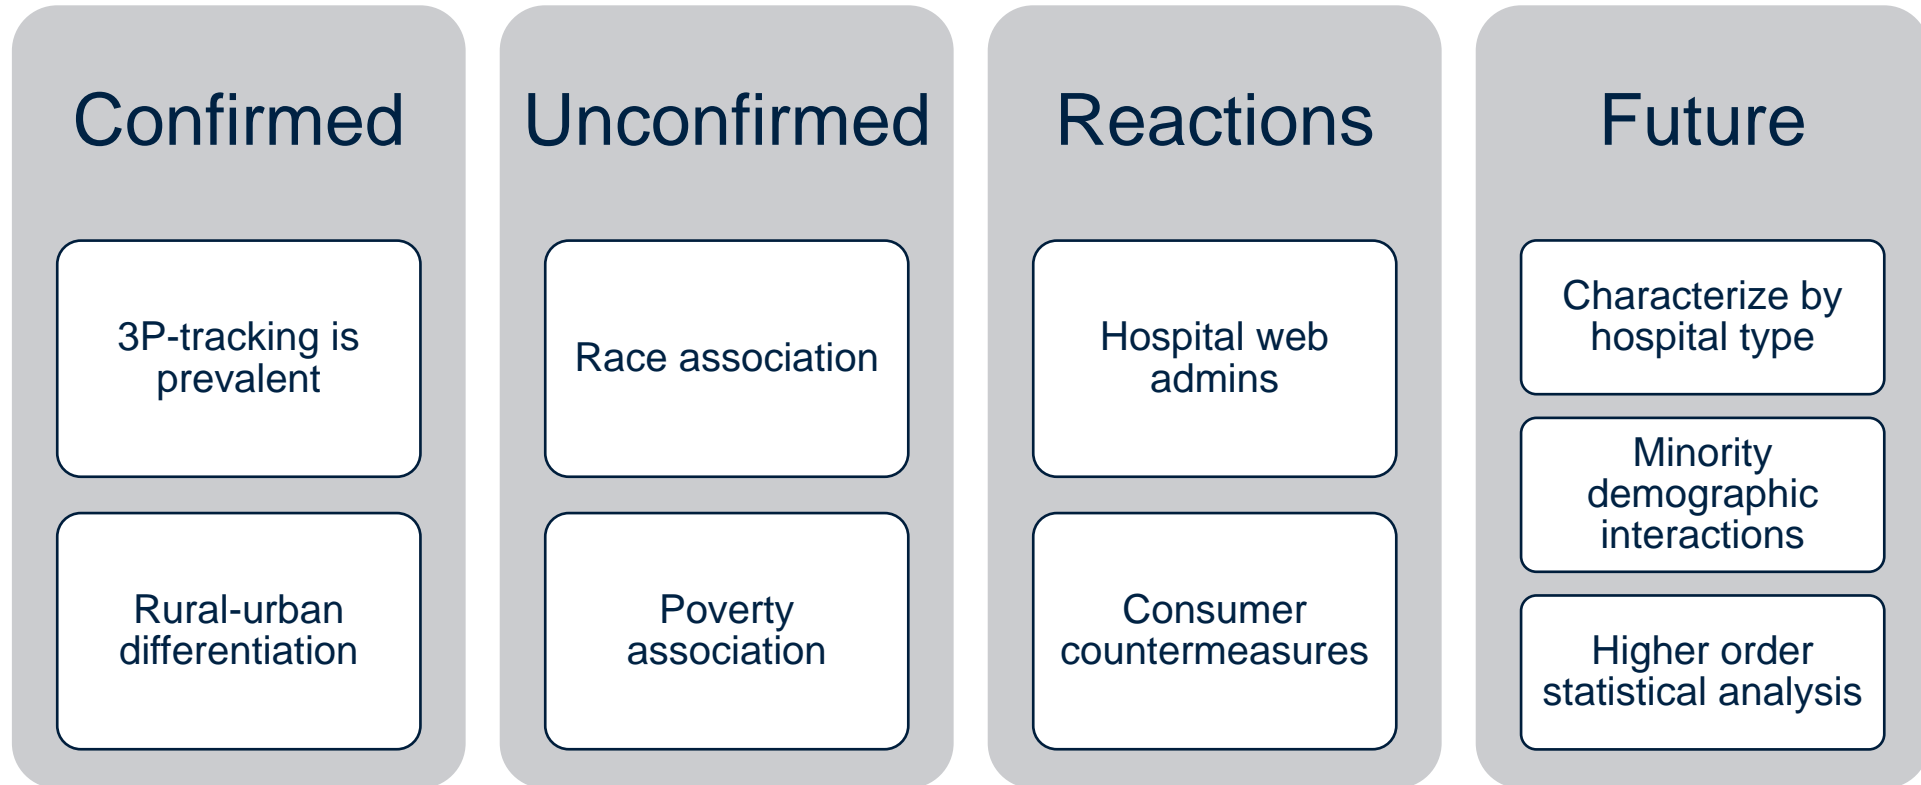 Confirmed
3P-tracking is
prevalent
Rural-urban
differentiation
Unconfirmed
Race association
Poverty
association
Reactions
Hospital web
admins
Consumer
countermeasures
Future
Characterize by
hospital type
Minority
demographic
interactions
Higher order
statistical analysis